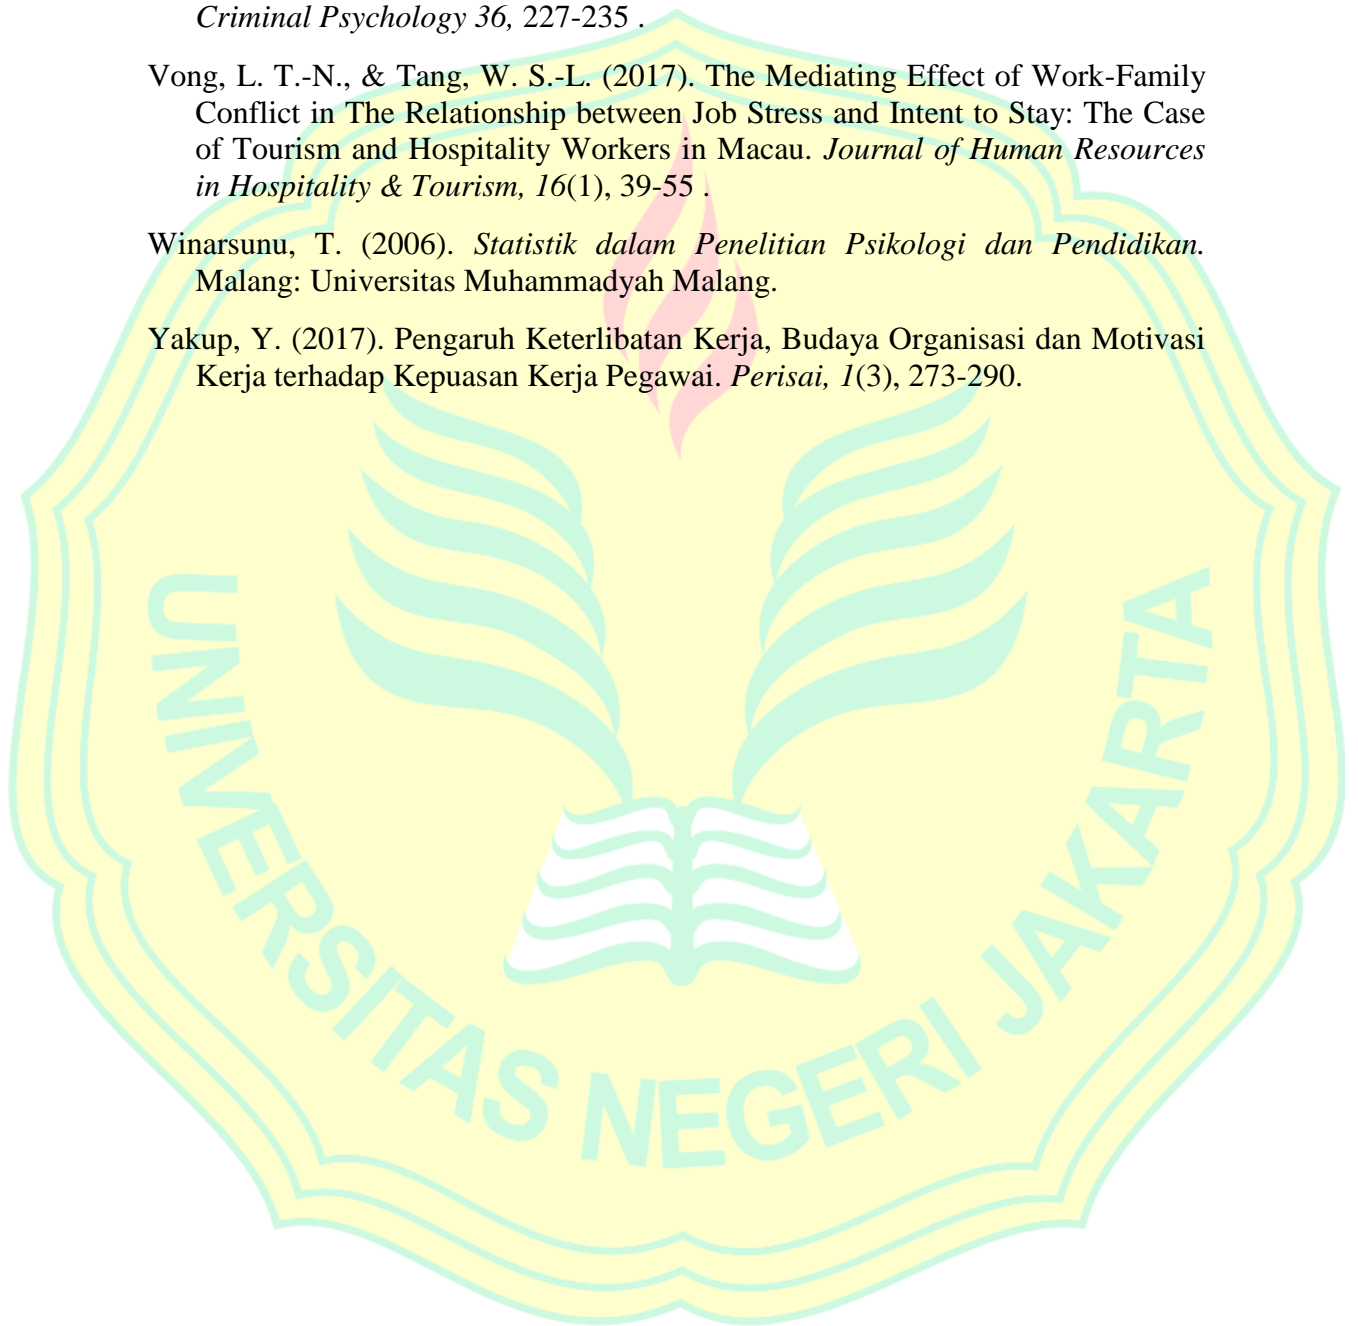 Criminal Psychology 36, 227-235 .
Vong, L. T.-N., & Tang, W. S.-L. (2017). The Mediating Effect of Work-Family
Conflict in The Relationship between Job Stress and Intent to Stay: The Case
of Tourism and Hospitality Workers in Macau. Journal of Human Resources
in Hospitality & Tourism, 16(1), 39-55 .
Winarsunu, T. (2006). Statistik dalam Penelitian Psikologi dan Pendidikan.
Malang: Universitas Muhammadyah Malang.
Yakup, Y. (2017). Pengaruh Keterlibatan Kerja, Budaya Organisasi dan Motivasi
Kerja terhadap Kepuasan Kerja Pegawai. Perisai, 1(3), 273-290.
UNIVERSITAS NEGERI JAKARTA